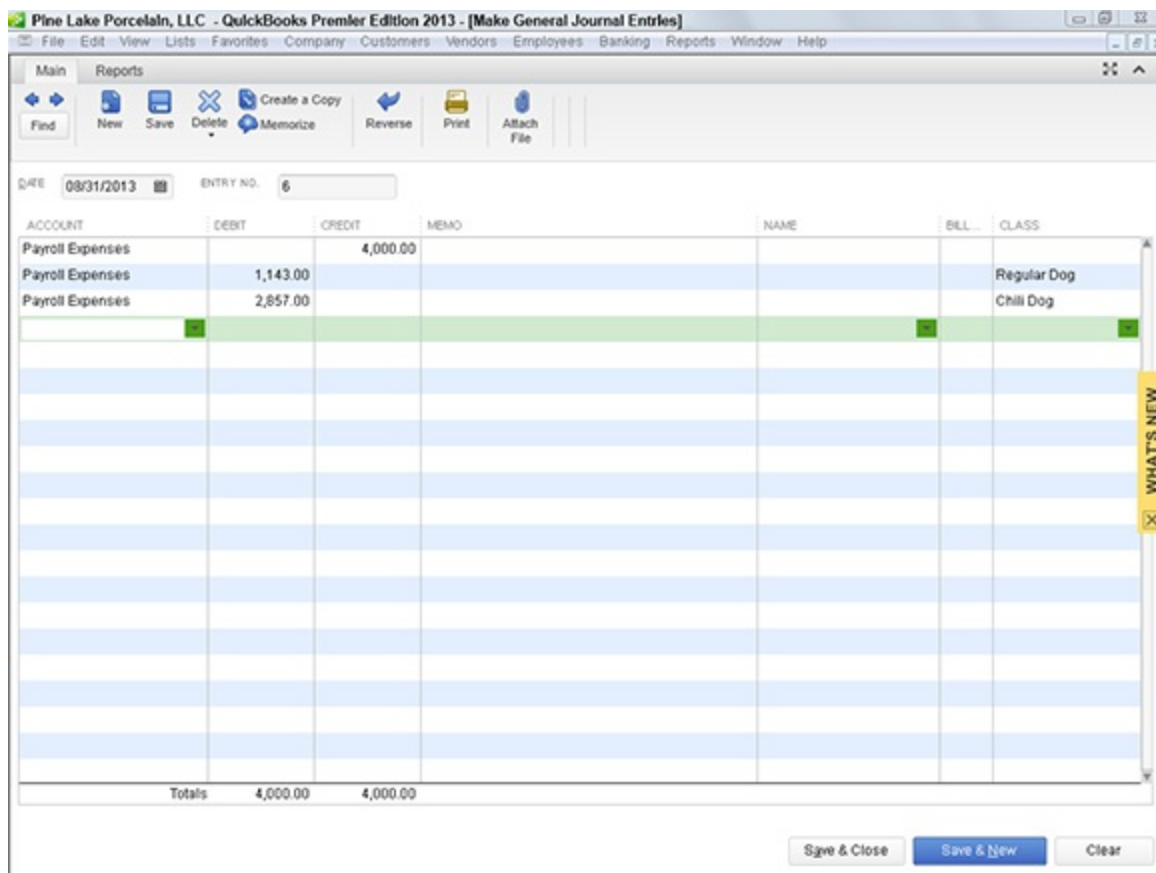 Pine Lake Porcelain, LLC - QuickBooks Premier Edition 2013 - [Make General Journal Entries]
File Edit View Lists Favorites Company Customers Vendors Employees Banking Reports Window Help
Main Reports
Find New Save Delete Create a Copy Memorize Reverse Print Attach File
DATE 08/31/2013 ENTRY NO. 6
ACCOUNT DEBIT CREDIT MEMO NAME BILL... CLASS
Payroll Expenses 4,000.00
Payroll Expenses 1,143.00 Regular Dog
Payroll Expenses 2,857.00 Chili Dog
WHAT'S NEW
Totals 4,000.00 4,000.00
Save & Close Save & New Clear